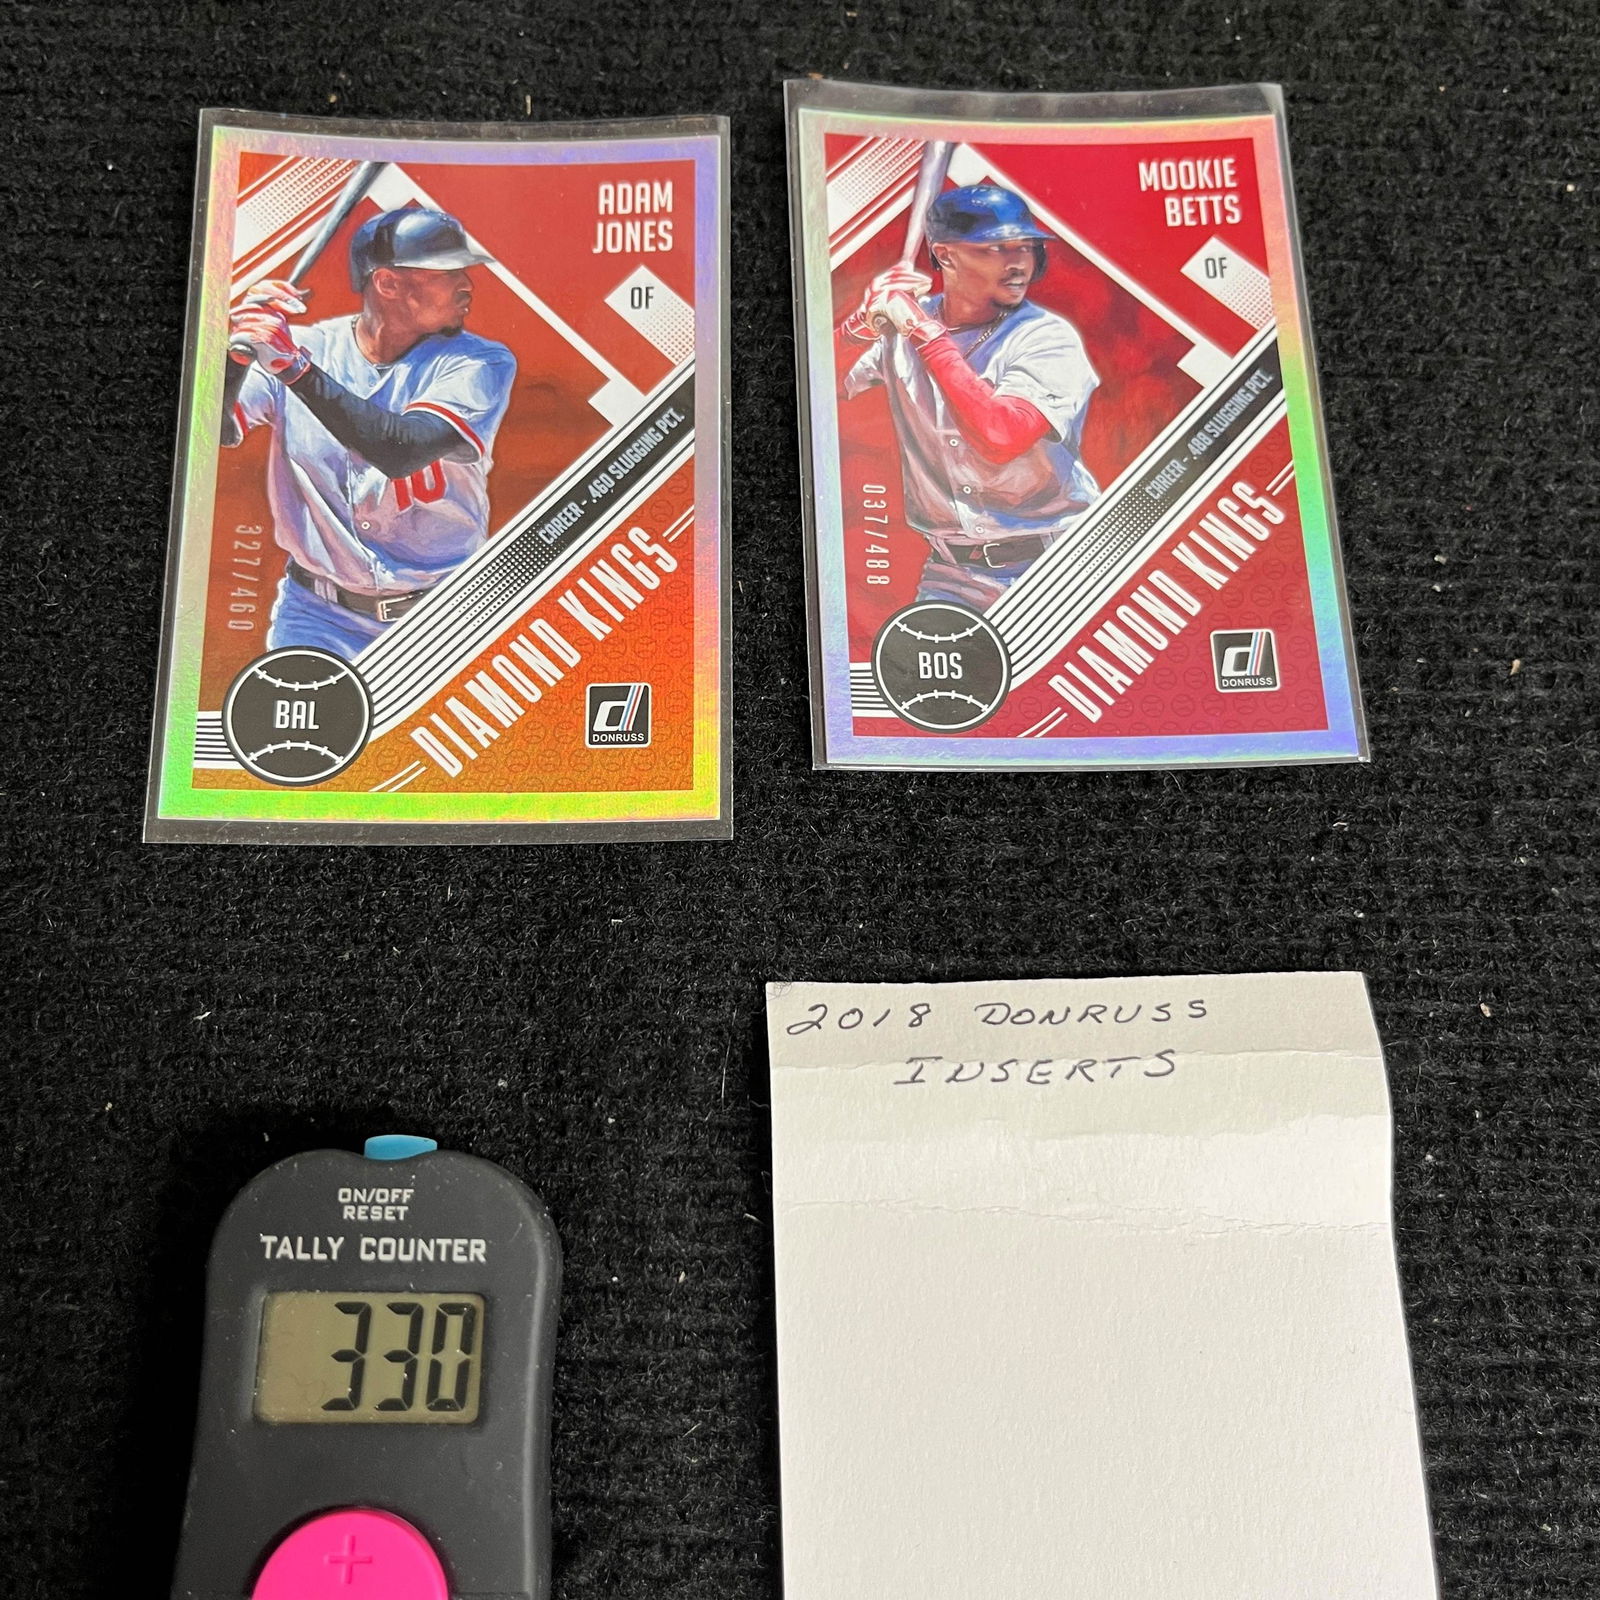 ADAM
JONES
OF
CAREER - .460 SLUGGING PCT.
DIAMOND KINGS
327/460
10
BAL
d
DONRUSS
MOOKIE
BETTS
OF
CAREER - .488 SLUGGING PCT.
DIAMOND KINGS
037/488
BOS
d
DONRUSS
2018 DONRUSS
INSERTS
ON/OFF
RESET
TALLY COUNTER
330
+